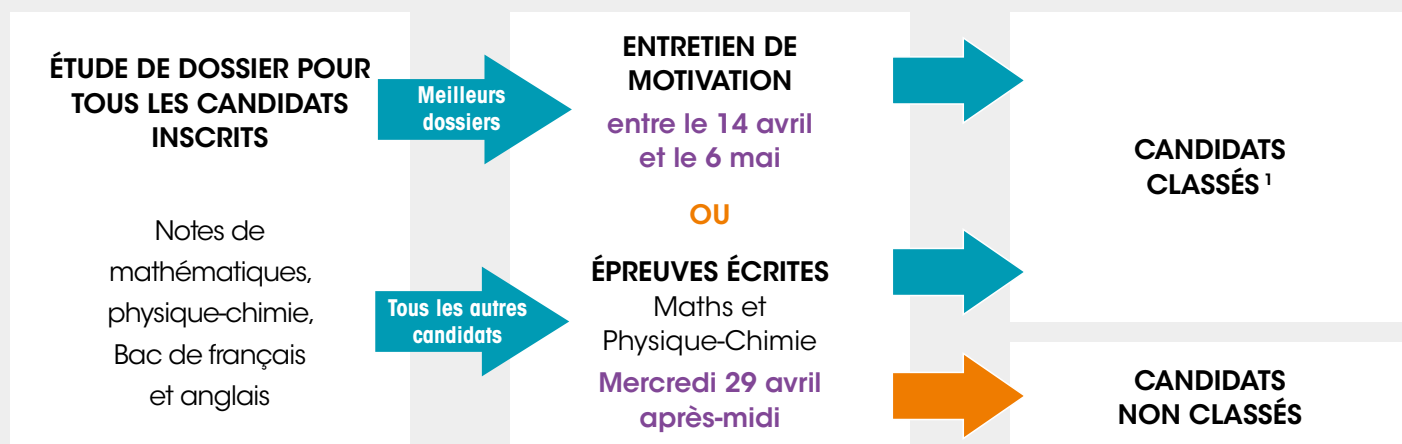 ÉTUDE DE DOSSIER POUR
TOUS LES CANDIDATS
INSCRITS
Notes de
mathématiques,
physique-chimie,
Bac de français
et anglais
Meilleurs
dossiers
Tous les autres
candidats
ENTRETIEN DE
MOTIVATION
entre le 14 avril
et le 6 mai
OU
ÉPREUVES ÉCRITES
Maths et
Physique-Chimie
Mercredi 29 avril
après-midi
CANDIDATS
CLASSÉS ¹
CANDIDATS
NON CLASSÉS